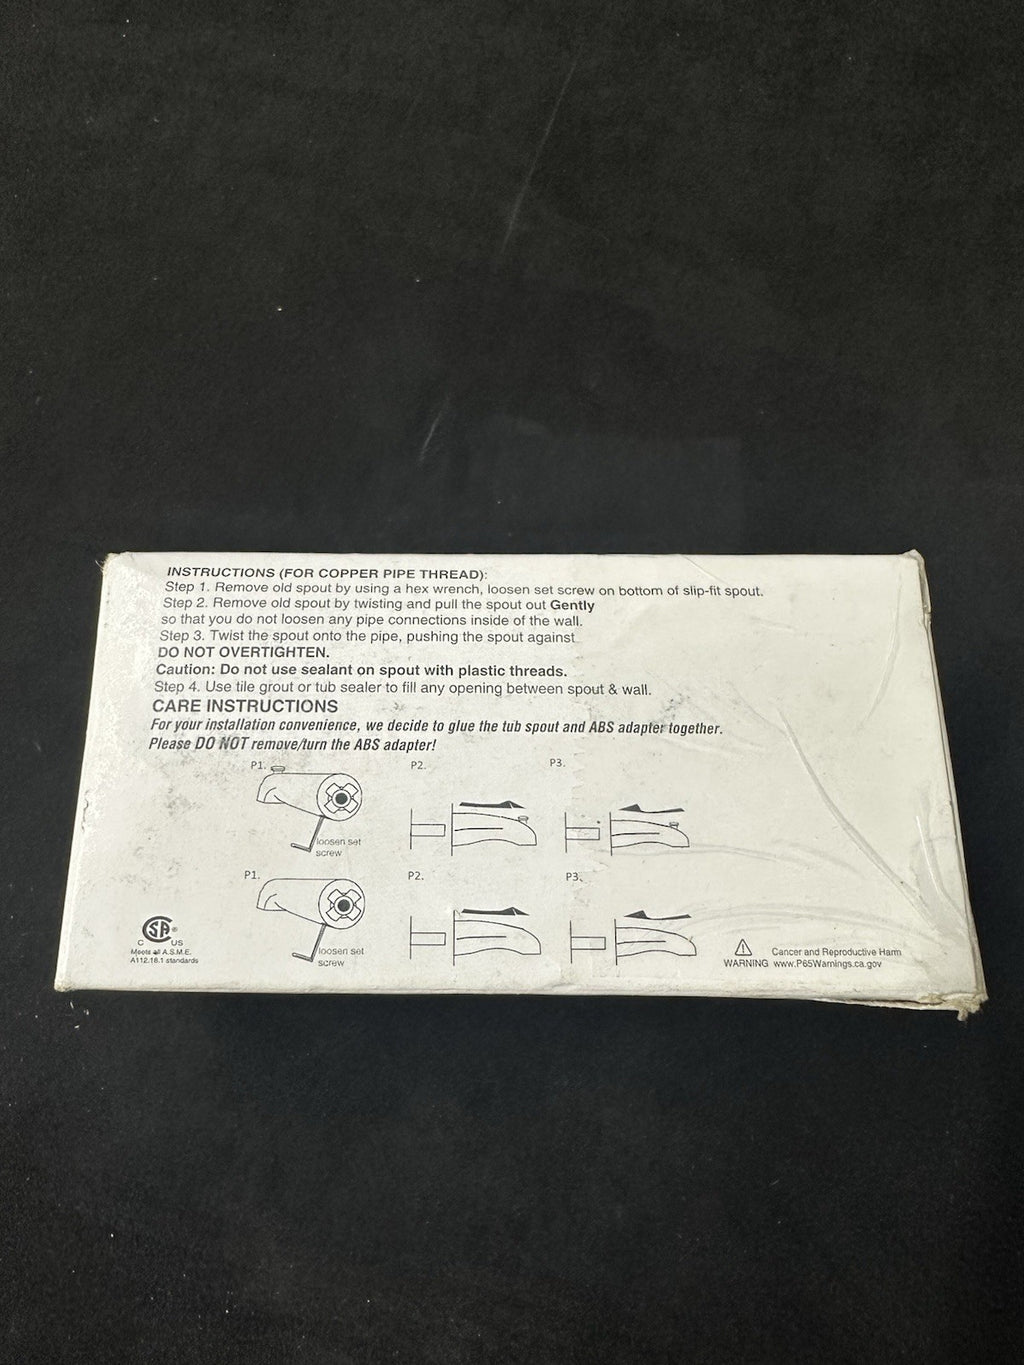 INSTRUCTIONS (FOR COPPER PIPE THREAD):
Step 1. Remove old spout by using a hex wrench, loosen set screw on bottom of slip-fit spout.
Step 2. Remove old spout by twisting and pull the spout out Gently
so that you do not loosen any pipe connections inside of the wall.
Step 3. Twist the spout onto the pipe, pushing the spout against
DO NOT OVERTIGHTEN.
Caution: Do not use sealant on spout with plastic threads.
Step 4. Use tile grout or tub sealer to fill any opening between spout & wall.
CARE INSTRUCTIONS
For your installation convenience, we decide to glue the tub spout and ABS adapter together.
Please DO NOT remove/turn the ABS adapter!
P1. P2. P3.
loosen set
screw
P1. P2. P3.
loosen set
screw
SA®
C US
Meets all A.S.M.E.
A112.18.1 standards
Cancer and Reproductive Harm
WARNING www.P65Warnings.ca.gov